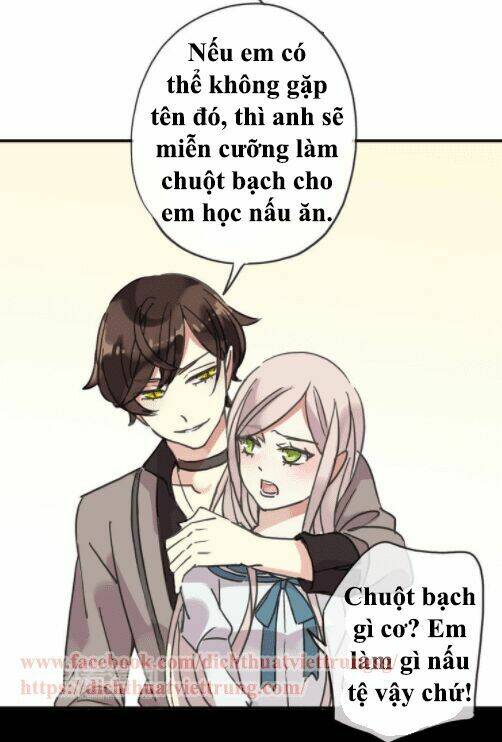 Nếu em có
thể không gặp
tên đó, thì anh sẽ
miễn cưỡng làm
chuột bạch cho
em học nấu ăn.
Chuột bạch
gì cơ? Em
làm gì nấu
tệ vậy chứ!
www.facebook.com/dichthuatviettrung
https://dichthuatviettrung.com/